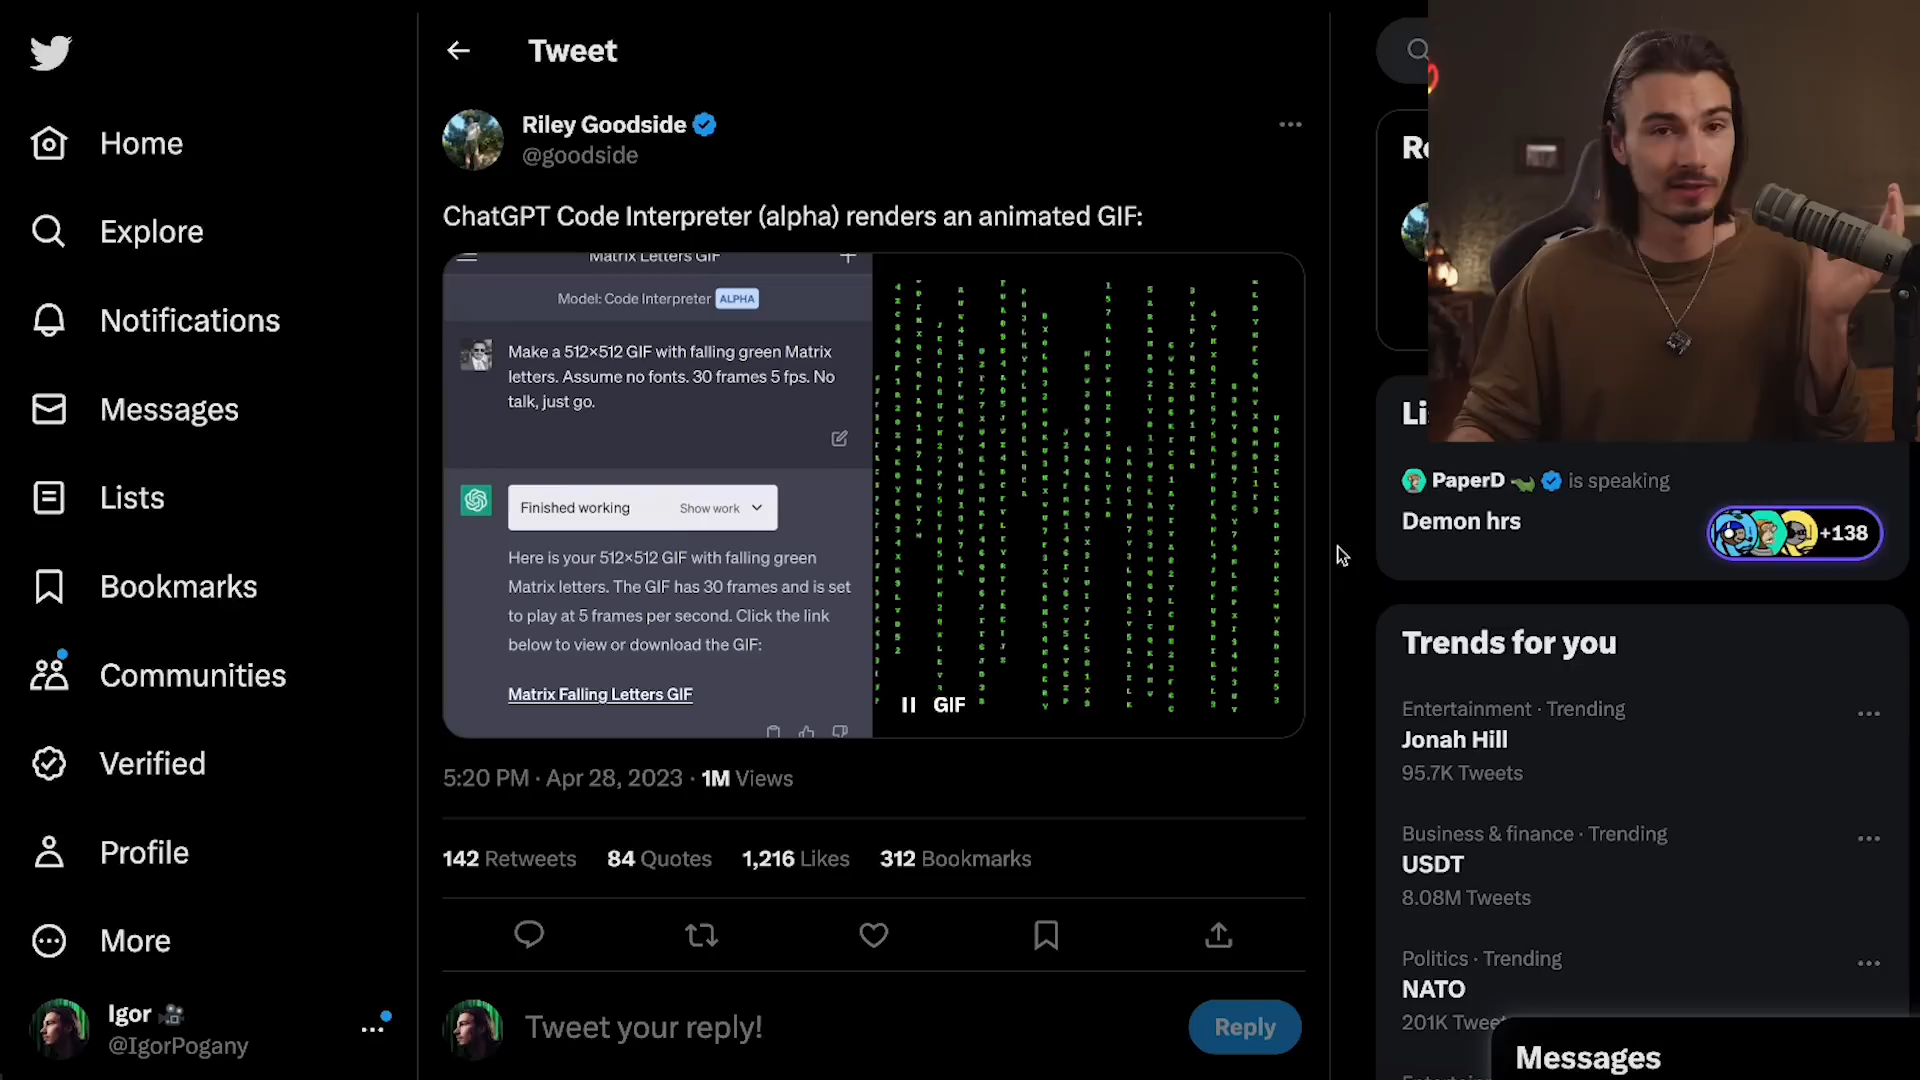 Home
Explore
Notifications
Messages
Lists
Bookmarks
Communities
Verified
Profile
More
Igor
@IgorPogany
Tweet
Riley Goodside
@goodside
ChatGPT Code Interpreter (alpha) renders an animated GIF:
Matrix Letters GIF
Model: Code Interpreter ALPHA
Make a 512×512 GIF with falling green Matrix
letters. Assume no fonts. 30 frames 5 fps. No
talk, just go.
Finished working Show work
Here is your 512×512 GIF with falling green
Matrix letters. The GIF has 30 frames and is set
to play at 5 frames per second. Click the link
below to view or download the GIF:
Matrix Falling Letters GIF
GIF
5:20 PM · Apr 28, 2023 · 1M Views
142 Retweets 84 Quotes 1,216 Likes 312 Bookmarks
Tweet your reply!
Reply
Re
Li
PaperD is speaking
Demon hrs
+138
Trends for you
Entertainment · Trending
Jonah Hill
95.7K Tweets
Business & finance · Trending
USDT
8.08M Tweets
Politics · Trending
NATO
201K Tweet
Messages